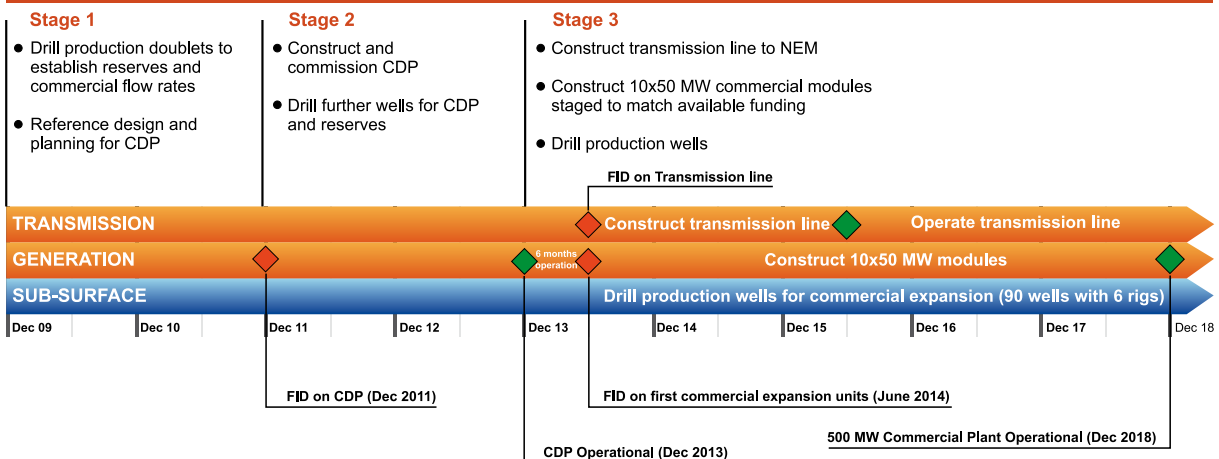 Stage 1
• Drill production doublets to
establish reserves and
commercial flow rates
• Reference design and
planning for CDP
Stage 2
• Construct and
commission CDP
• Drill further wells for CDP
and reserves
Stage 3
• Construct transmission line to NEM
• Construct 10x50 MW commercial modules
staged to match available funding
• Drill production wells
FID on Transmission line
TRANSMISSION
Construct transmission line
Operate transmission line
GENERATION
6 months
operation
Construct 10x50 MW modules
SUB-SURFACE
Drill production wells for commercial expansion (90 wells with 6 rigs)
Dec 09
Dec 10
Dec 11
Dec 12
Dec 13
Dec 14
Dec 15
Dec 16
Dec 17
Dec 18
FID on CDP (Dec 2011)
FID on first commercial expansion units (June 2014)
500 MW Commercial Plant Operational (Dec 2018)
CDP Operational (Dec 2013)